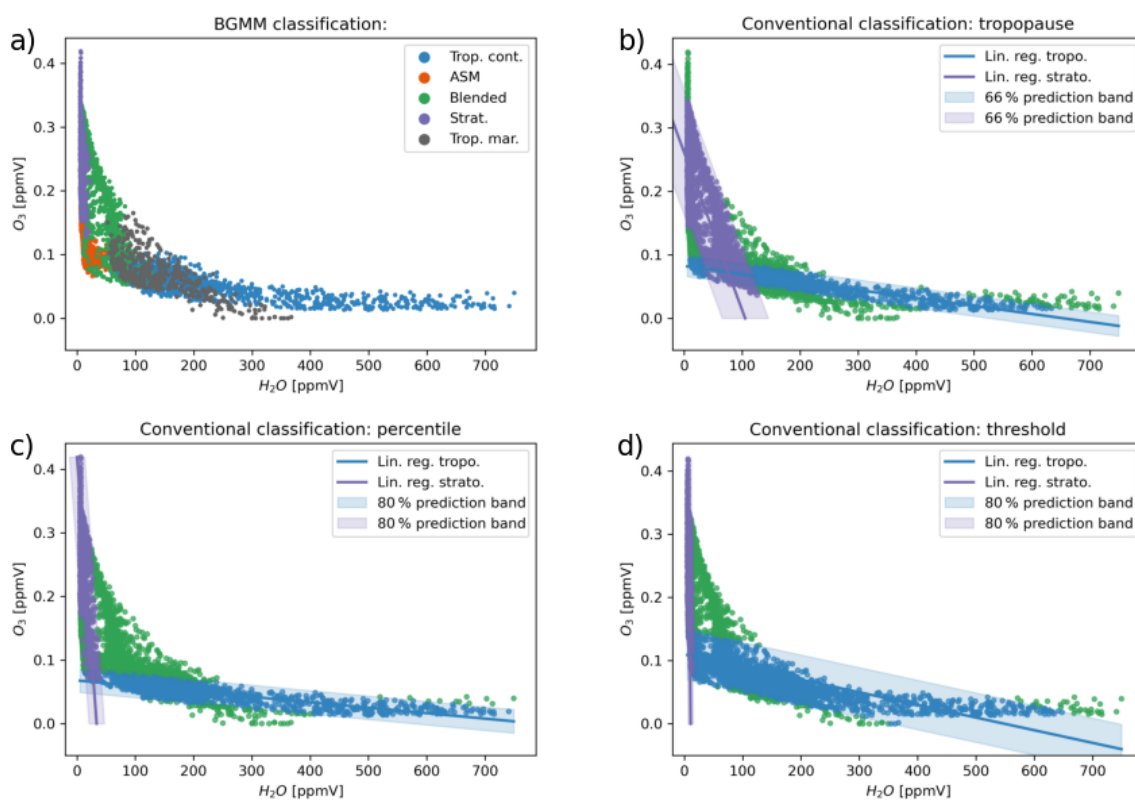 a)
BGMM classification:
Trop. cont.
ASM
Blended
Strat.
Trop. mar.
O3 [ppmV]
0.4
0.3
0.2
0.1
0.0
0 100 200 300 400 500 600 700
H2O [ppmV]
b)
Conventional classification: tropopause
Lin. reg. tropo.
Lin. reg. strato.
66 % prediction band
66 % prediction band
O3 [ppmV]
0.4
0.3
0.2
0.1
0.0
0 100 200 300 400 500 600 700
H2O [ppmV]
c)
Conventional classification: percentile
Lin. reg. tropo.
Lin. reg. strato.
80 % prediction band
80 % prediction band
O3 [ppmV]
0.4
0.3
0.2
0.1
0.0
0 100 200 300 400 500 600 700
H2O [ppmV]
d)
Conventional classification: threshold
Lin. reg. tropo.
Lin. reg. strato.
80 % prediction band
80 % prediction band
O3 [ppmV]
0.4
0.3
0.2
0.1
0.0
0 100 200 300 400 500 600 700
H2O [ppmV]